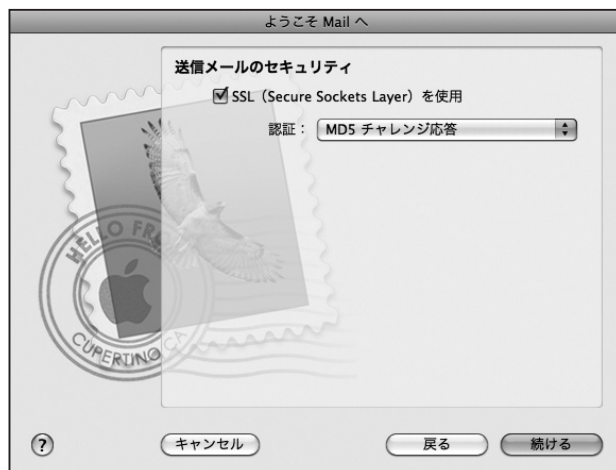 ようこそ Mail へ
送信メールのセキュリティ
SSL（Secure Sockets Layer）を使用
認証： MD5 チャレンジ応答
HELLO FR
CUPERTINO CA
?
キャンセル
戻る
続ける